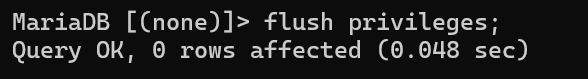 MariaDB [(none)]> flush privileges;
Query OK, 0 rows affected (0.048 sec)